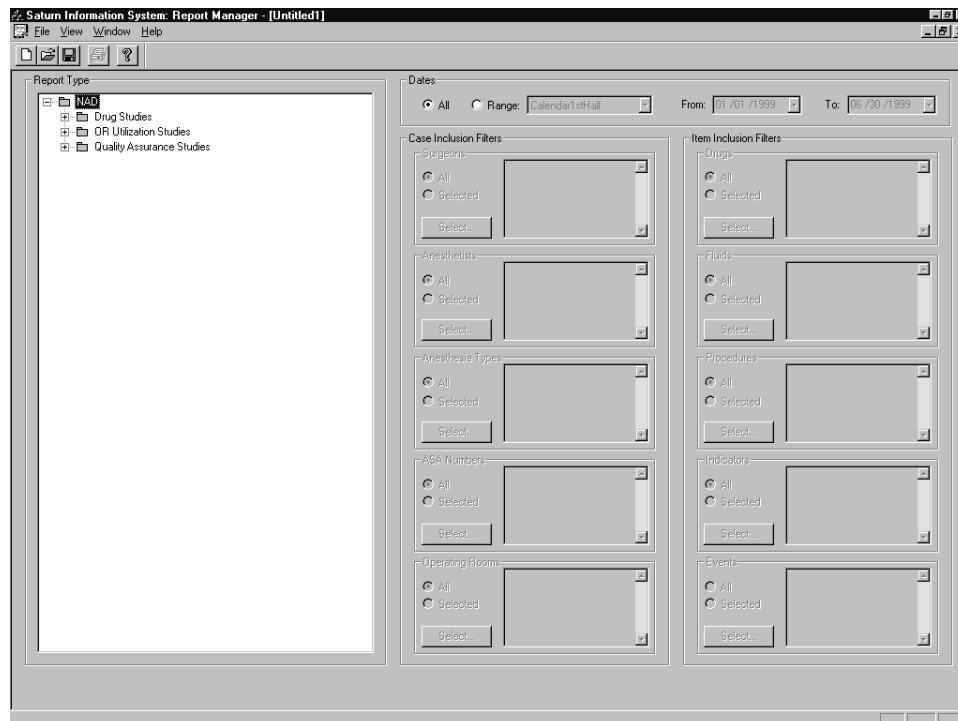 Saturn Information System: Report Manager - [Untitled1]
File View Window Help
Report Type
NAD
Drug Studies
OR Utilization Studies
Quality Assurance Studies
Dates
All Range: Calendar1stHalf From: 01 /01 /1999 To: 06 /30 /1999
Case Inclusion Filters
Surgeons
All
Selected
Select...
Anesthetists
All
Selected
Select...
Anesthesia Types
All
Selected
Select...
ASA Numbers
All
Selected
Select...
Operating Rooms
All
Selected
Select...
Item Inclusion Filters
Drugs
All
Selected
Select...
Fluids
All
Selected
Select...
Procedures
All
Selected
Select...
Indicators
All
Selected
Select...
Events
All
Selected
Select...